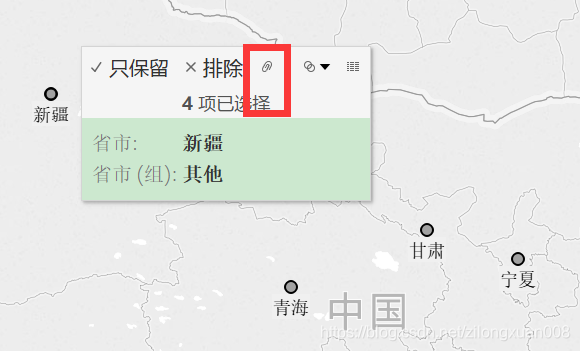 ✓ 只保留 × 排除
4 项已选择
新疆
省市: 新疆
省市 (组): 其他
甘肃
宁夏
青海
中国
https://blog.csdn.net/zilongxuan008